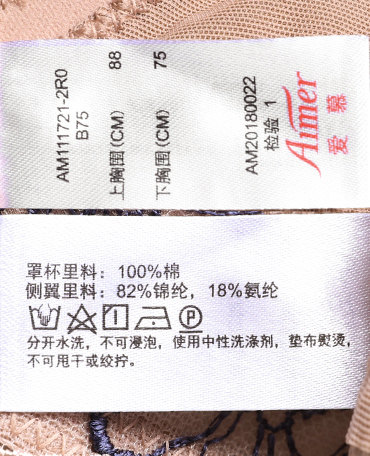 AM111721-2R0
B75
上胸围(CM) 88
下胸围(CM) 75
AM20180022
检验 1
Aimer
爱慕
罩杯里料：100%棉
侧翼里料：82%锦纶，18%氨纶
分开水洗，不可浸泡，使用中性洗涤剂，垫布熨烫，
不可甩干或绞拧。